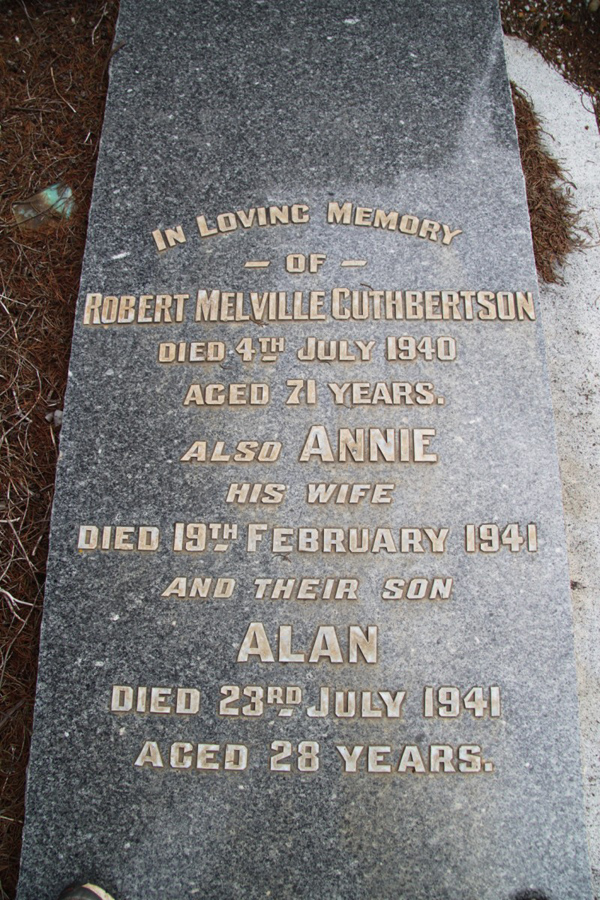 IN LOVING MEMORY
– OF –
ROBERT MELVILLE CUTHBERTSON
DIED 4TH JULY 1940
AGED 71 YEARS.
ALSO ANNIE
HIS WIFE
DIED 19TH FEBRUARY 1941
AND THEIR SON
ALAN
DIED 23RD JULY 1941
AGED 28 YEARS.